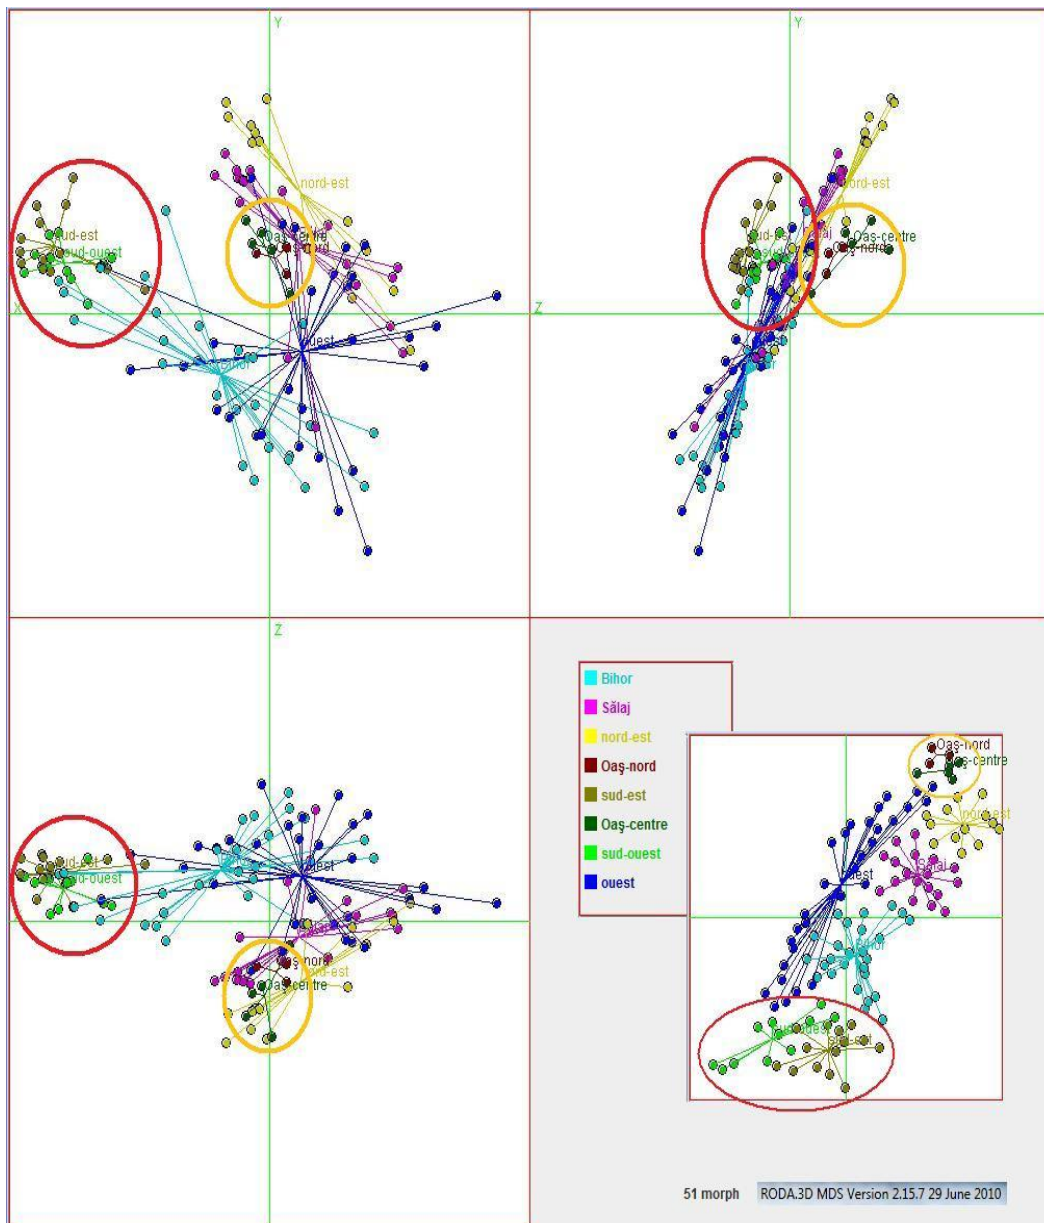 Y
nord-est
sud-est
sud-ouest
Oaş-centre
X
Bihor
Y
nord-est
Oaş-centre
Oaş-nord
Z
Z
sud-est
sud-ouest
ouest
Oaş-nord
nord-est
Oaş-centre
Bihor
Sălaj
nord-est
Oaş-nord
sud-est
Oaş-centre
sud-ouest
ouest
Oaş-nord
Oaş-centre
nord-est
Sălaj
ouest
Bihor
sud-ouest
sud-est
51 morph RODA.3D MDS Version 2.15.7 29 June 2010